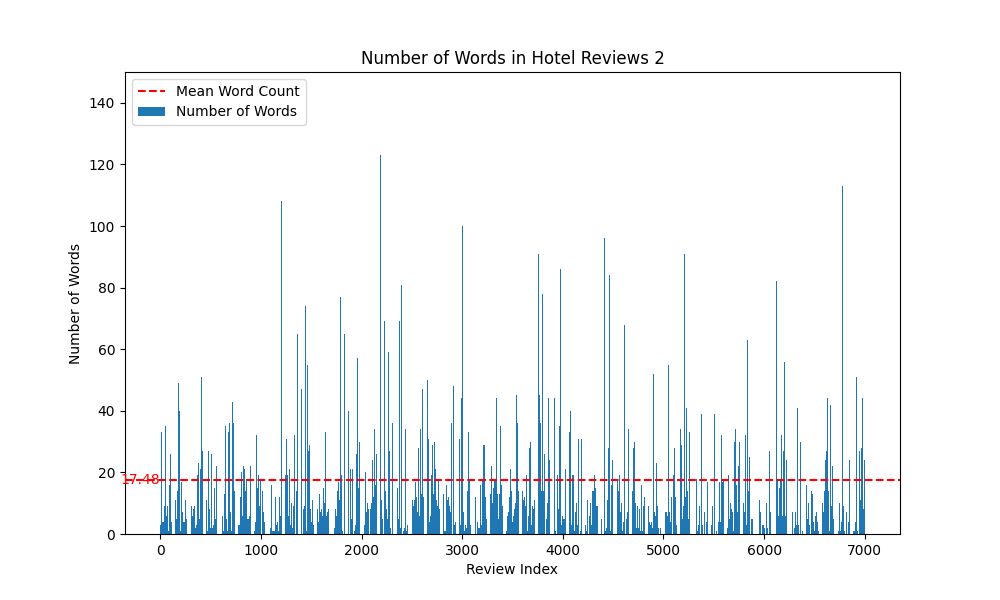 Number of Words in Hotel Reviews 2
Mean Word Count
Number of Words
Number of Words
140
120
100
80
60
40
20
0
17.48
0 1000 2000 3000 4000 5000 6000 7000
Review Index